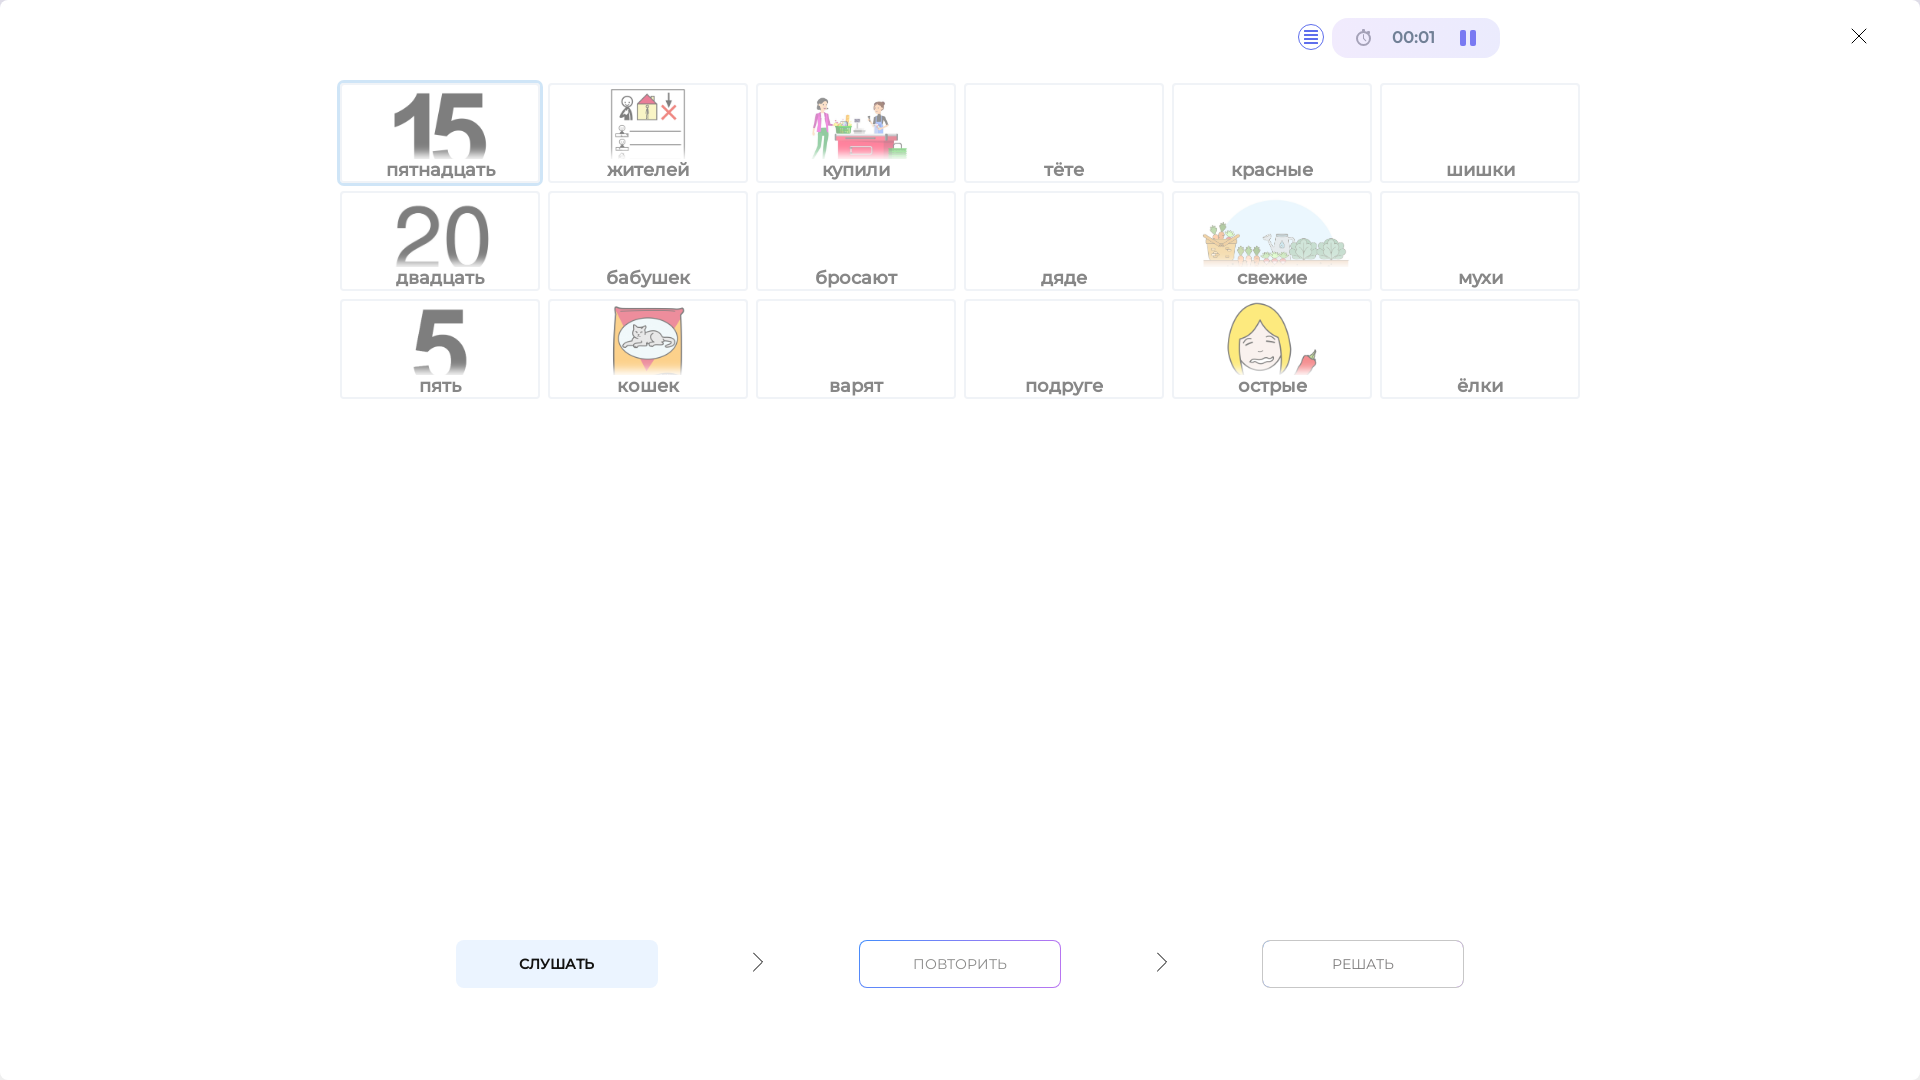 00:01
15
пятнадцать
жителей
купили
тёте
красные
шишки
20
двадцать
бабушек
бросают
дяде
свежие
мухи
5
пять
кошек
варят
подруге
острые
ёлки
СЛУШАТЬ
ПОВТОРИТЬ
РЕШАТЬ